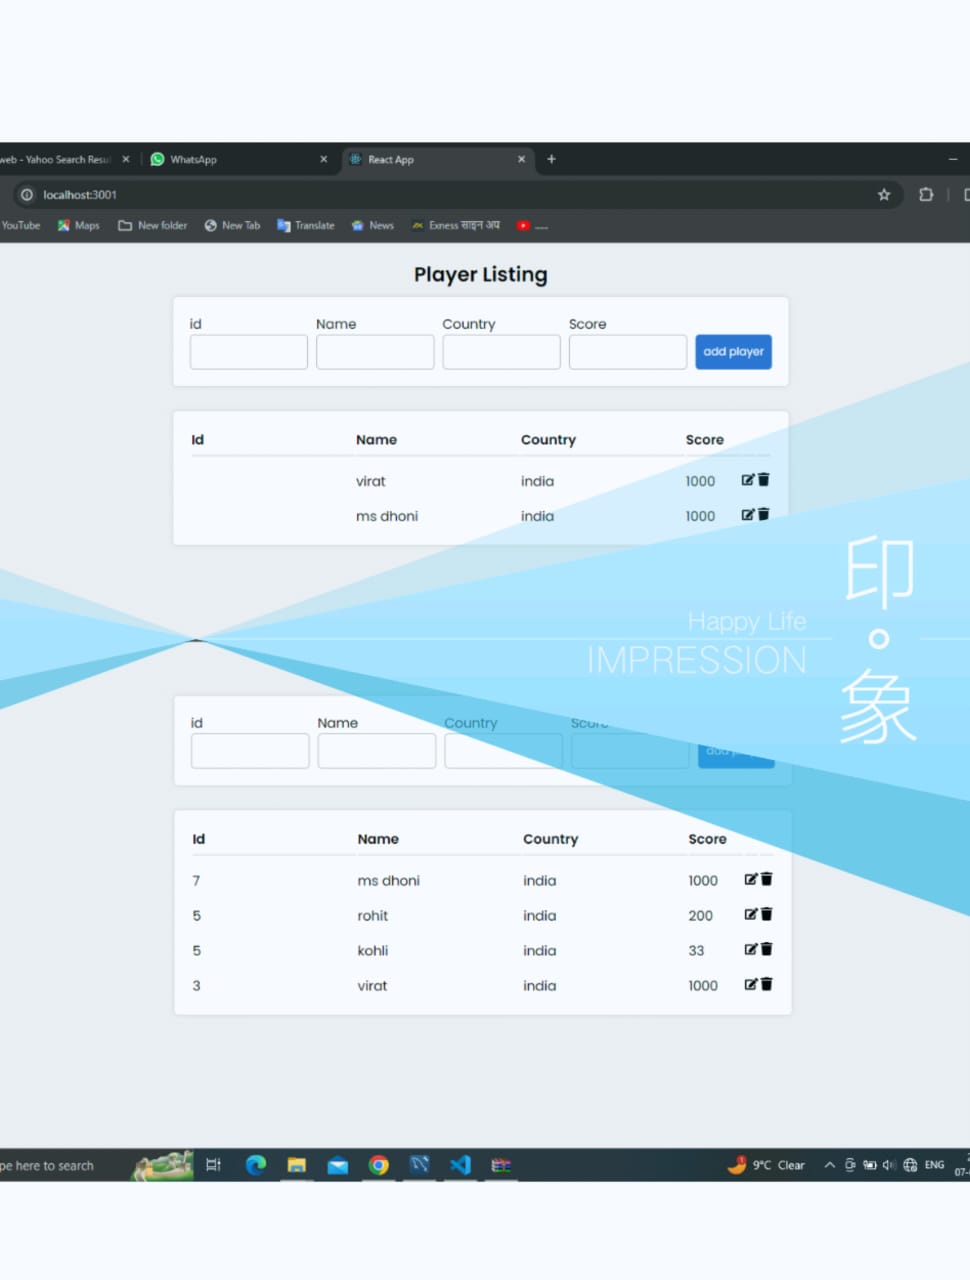 web - Yahoo Search Resu
WhatsApp
React App
localhost:3001
YouTube Maps New folder New Tab Translate News Exness साइन अप
Player Listing
id Name Country Score
add player
Id Name Country Score
virat india 1000
ms dhoni india 1000
印
Happy Life
IMPRESSION
象
id Name Country Score
add
Id Name Country Score
7 ms dhoni india 1000
5 rohit india 200
5 kohli india 33
3 virat india 1000
pe here to search
9°C Clear
ENG
07-